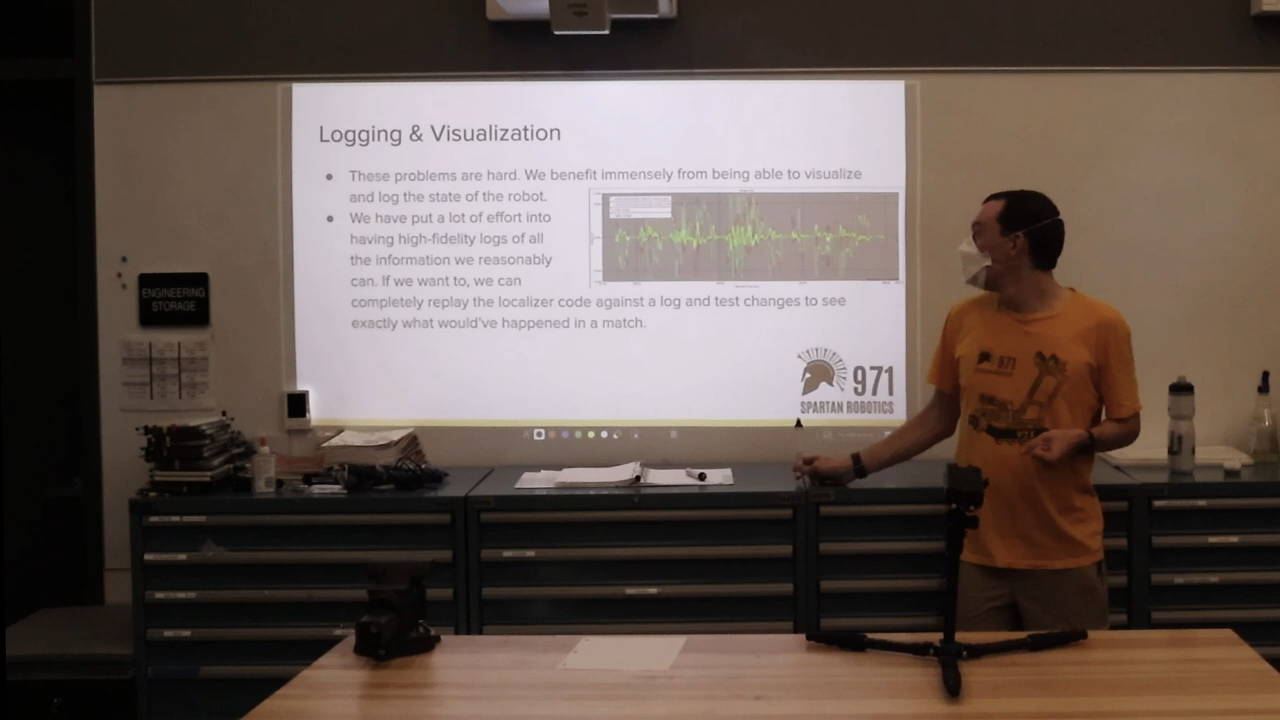 Logging & Visualization
● These problems are hard. We benefit immensely from being able to visualize
and log the state of the robot.
● We have put a lot of effort into
having high-fidelity logs of all
the information we reasonably
can. If we want to, we can
completely replay the localizer code against a log and test changes to see
exactly what would've happened in a match.
971
SPARTAN ROBOTICS
ENGINEERING
STORAGE
971